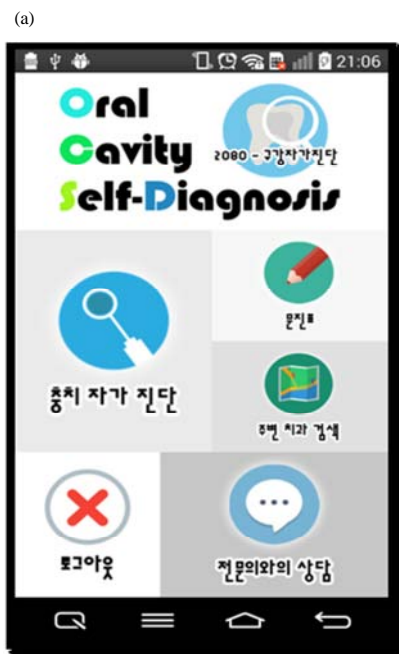 (a)
21:06
Oral
Cavity
2080 - 구강자가진단
Self-Diagnosis
충치 자가 진단
문진표
주변 치과 검색
로그아웃
전문의와의 상담